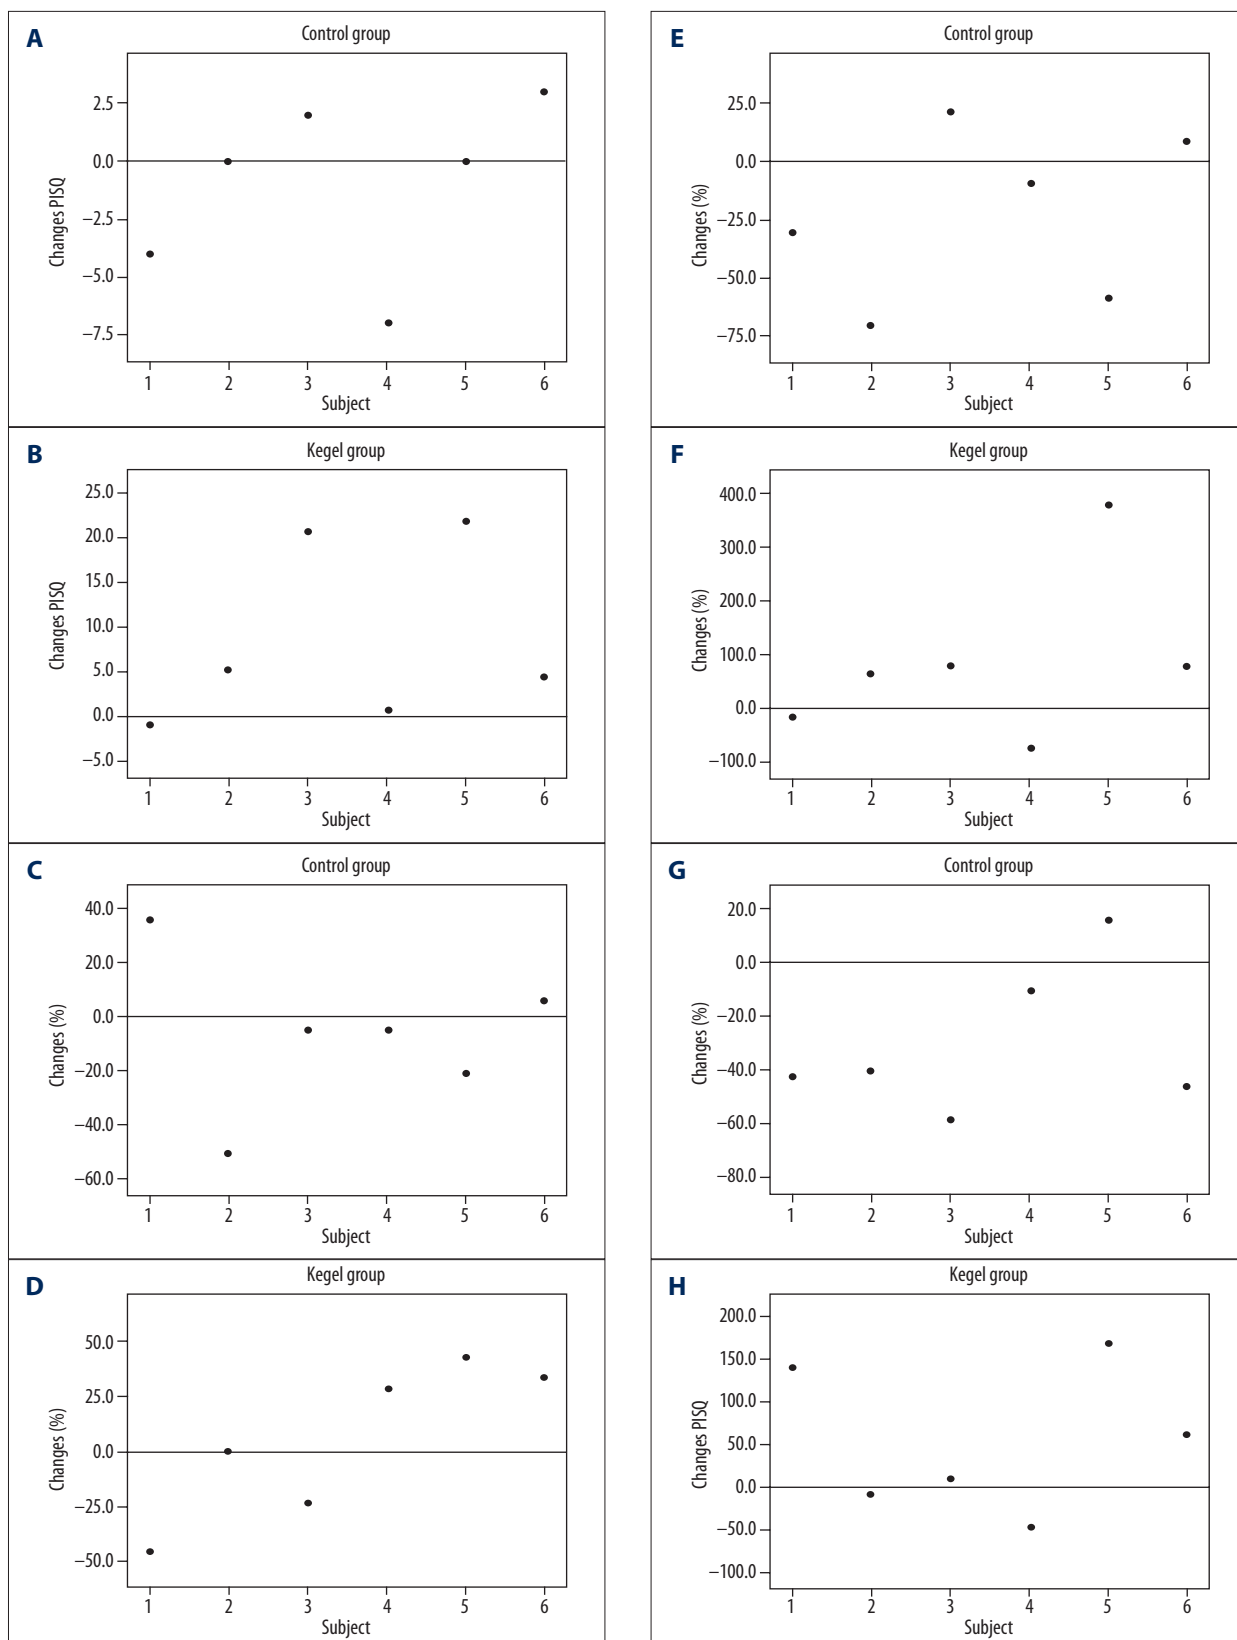 A
Control group
Changes PISQ
2.5
0.0
−2.5
−5.0
−7.5
1 2 3 4 5 6
Subject
B
Kegel group
Changes PISQ
25.0
20.0
15.0
10.0
5.0
0.0
−5.0
1 2 3 4 5 6
Subject
C
Control group
Changes (%)
40.0
20.0
0.0
−20.0
−40.0
−60.0
1 2 3 4 5 6
Subject
D
Kegel group
Changes (%)
50.0
25.0
0.0
−25.0
−50.0
1 2 3 4 5 6
Subject
E
Control group
Changes (%)
25.0
0.0
−25.0
−50.0
−75.0
1 2 3 4 5 6
Subject
F
Kegel group
Changes (%)
400.0
300.0
200.0
100.0
0.0
−100.0
1 2 3 4 5 6
Subject
G
Control group
Changes (%)
20.0
0.0
−20.0
−40.0
−60.0
−80.0
1 2 3 4 5 6
Subject
H
Kegel group
Changes PISQ
200.0
150.0
100.0
50.0
0.0
−50.0
−100.0
1 2 3 4 5 6
Subject